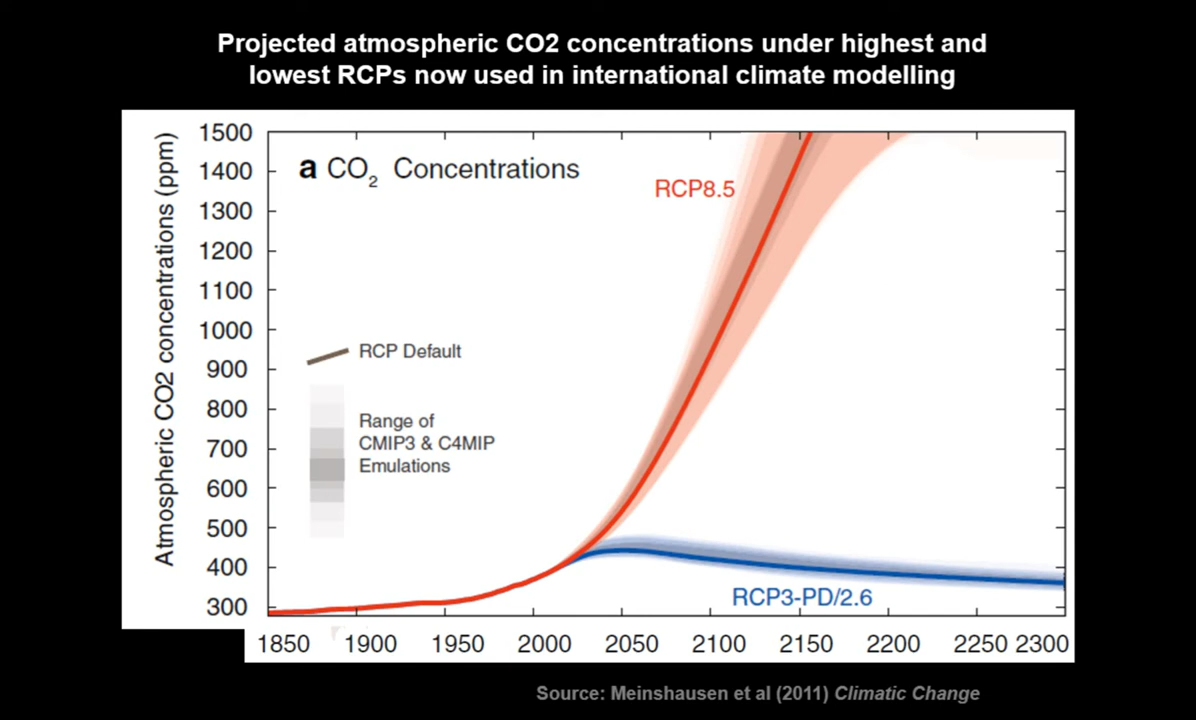 Projected atmospheric CO2 concentrations under highest and
lowest RCPs now used in international climate modelling
Atmospheric CO2 concentrations (ppm)
1500
1400
1300
1200
1100
1000
900
800
700
600
500
400
300
a CO2 Concentrations
RCP8.5
RCP Default
Range of
CMIP3 & C4MIP
Emulations
RCP3-PD/2.6
1850 1900 1950 2000 2050 2100 2150 2200 2250 2300
Source: Meinshausen et al (2011) Climatic Change